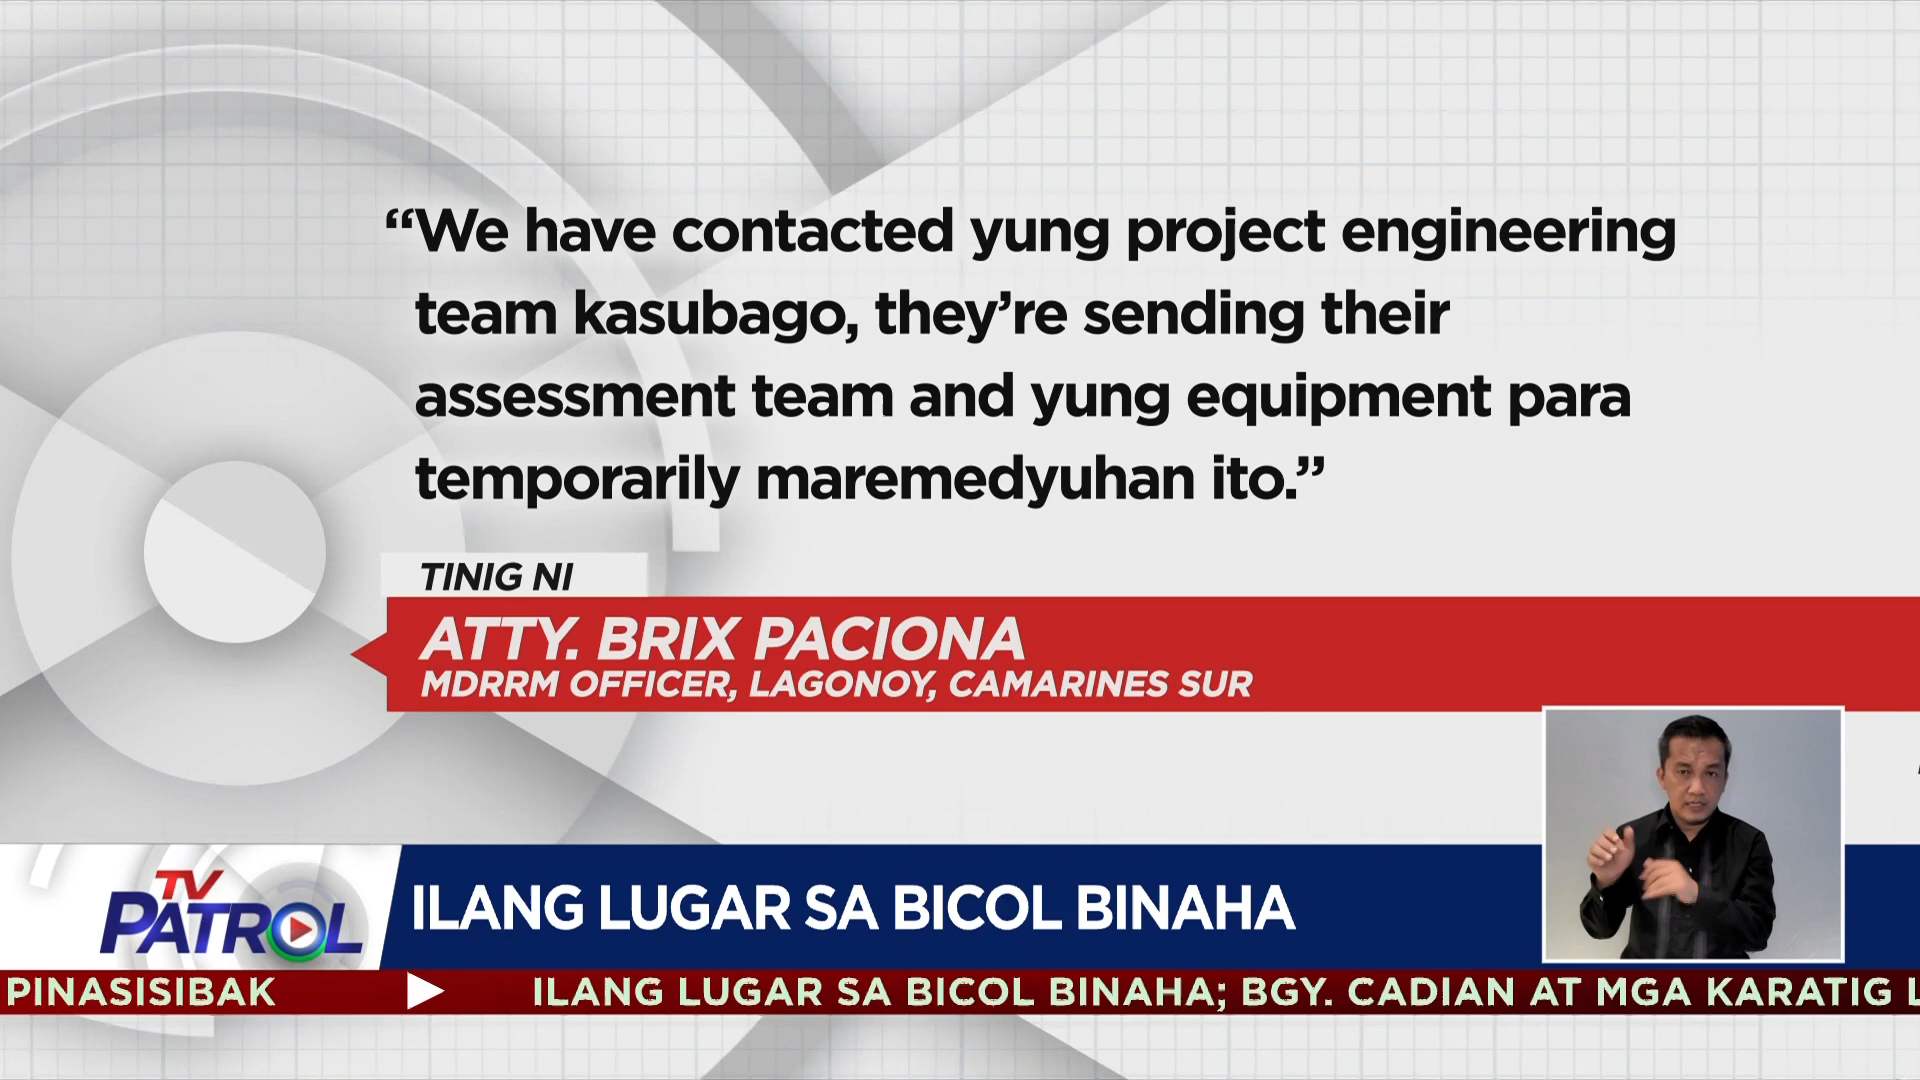 “We have contacted yung project engineering
team kasubago, they’re sending their
assessment team and yung equipment para
temporarily maremedyuhan ito.”
TINIG NI
ATTY. BRIX PACIONA
MDRRM OFFICER, LAGONOY, CAMARINES SUR
TV
PATROL
ILANG LUGAR SA BICOL BINAHA
PINASISIBAK
ILANG LUGAR SA BICOL BINAHA; BGY. CADIAN AT MGA KARATIG L